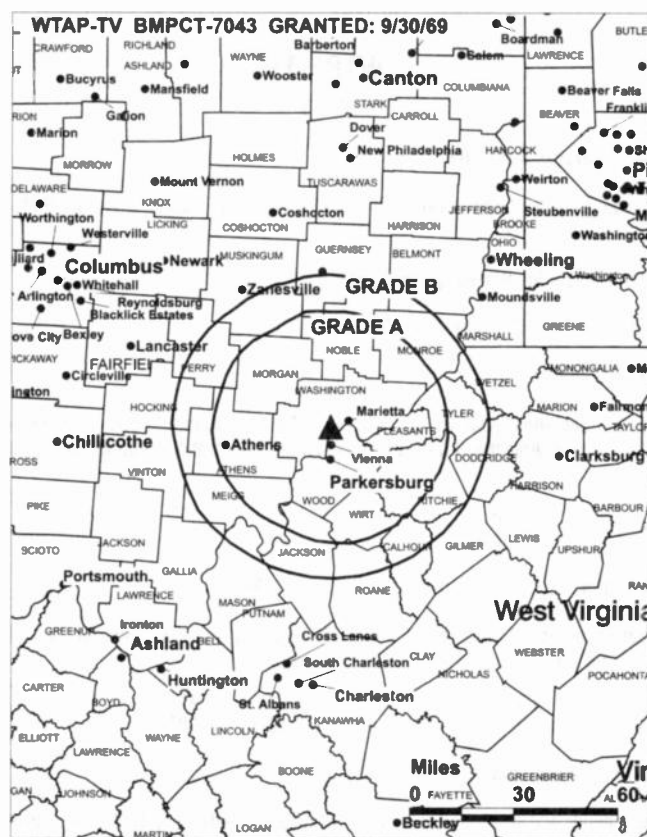 WTAP-TV BMPCT-7043 GRANTED: 9/30/69
Boardman
CRAWFORD
RICHLAND
ASHLAND
WAYNE
Barberton
Salem
LAWRENCE
Bucyrus
Mansfield
Wooster
Canton
COLUMBIANA
Beaver Falls
Galion
STARK
CARROLL
BEAVER
Marion
Dover
New Philadelphia
MORROW
HOLMES
HANCOCK
TUSCARAWAS
DELAWARE
Mount Vernon
KNOX
Weirton
Worthington
LICKING
Coshocton
COSHOCTON
HARRISON
JEFFERSON
Steubenville
BROOKE
Westerville
OHIO
Washington
Columbus
Newark
MUSKINGUM
GUERNSEY
BELMONT
Wheeling
Whitehall
Arlington
Reynoldsburg
Blacklick Estates
Zanesville
GRADE B
Moundsville
Bexley
GRADE A
GREENE
Lancaster
FAIRFIELD
PERRY
NOBLE
MONROE
MARSHALL
Circleville
MORGAN
WASHINGTON
WETZEL
MONONGALIA
HOCKING
Marietta
TYLER
MARION
Chillicothe
Athens
PLEASANTS
ROSS
Vienna
DODDRIDGE
Clarksburg
VINTON
ATHENS
Parkersburg
HARRISON
PIKE
MEIGS
WOOD
RITCHIE
BARBOUR
WIRT
SCIOTO
JACKSON
JACKSON
CALHOUN
GILMER
LEWIS
UPSHUR
GALLIA
ROANE
Portsmouth
LAWRENCE
MASON
PUTNAM
West Virginia
Ironton
Ashland
Cross Lanes
CLAY
WEBSTER
South Charleston
Huntington
Charleston
NICHOLAS
CARTER
BOYD
St. Albans
KANAWHA
LINCOLN
ELLIOTT
WAYNE
LAWRENCE
BOONE
Miles
GREENBRIER
JOHNSON
0 30 60
FAYETTE
LOGAN
Beckley